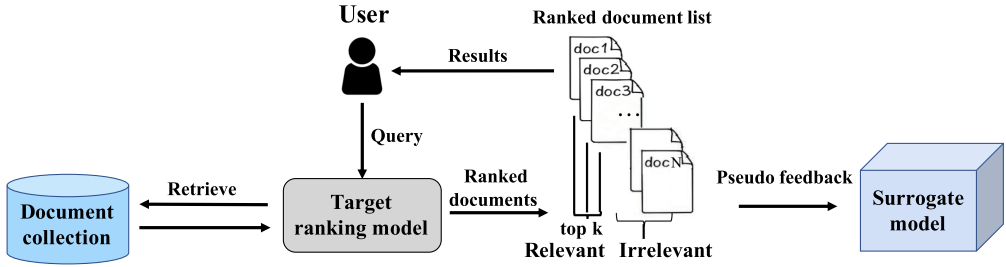 User
Ranked document list
Results
doc1
doc2
doc3
...
docN
Query
Document
collection
Retrieve
Target
ranking model
Ranked
documents
top k
Relevant
Irrelevant
Pseudo feedback
Surrogate
model